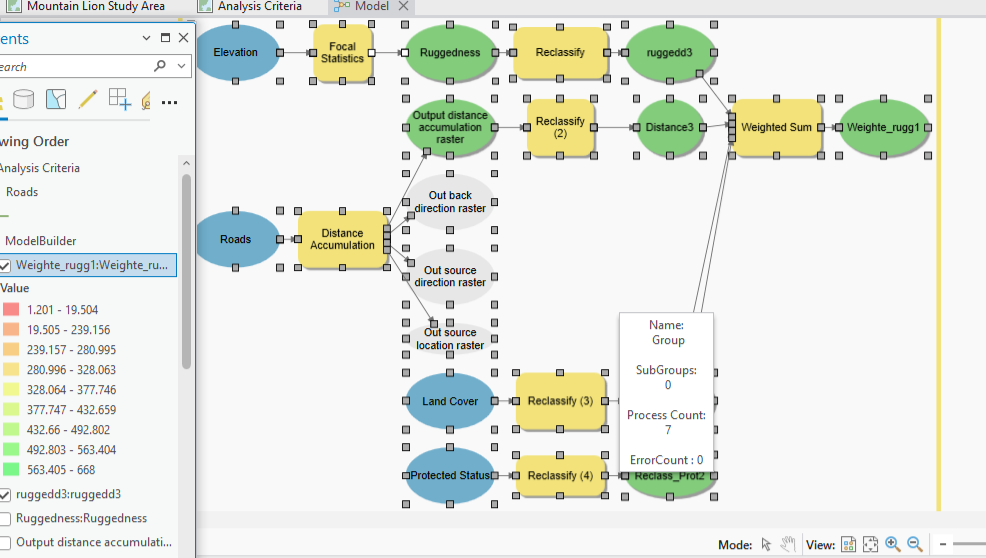 Mountain Lion Study Area
Analysis Criteria
Model
ents
earch
wing Order
Analysis Criteria
Roads
ModelBuilder
Weighte_rugg1:Weighte_ru...
Value
1.201 - 19.504
19.505 - 239.156
239.157 - 280.995
280.996 - 328.063
328.064 - 377.746
377.747 - 432.659
432.66 - 492.802
492.803 - 563.404
563.405 - 668
ruggedd3:ruggedd3
Ruggedness:Ruggedness
Output distance accumulati...
Elevation
Focal
Statistics
Ruggedness
Reclassify
ruggedd3
Output distance
accumulation
raster
Reclassify
(2)
Distance3
Weighted Sum
Weighte_rugg1
Out back
direction raster
Roads
Distance
Accumulation
Out source
direction raster
Out source
location raster
Name:
Group
SubGroups:
0
Process Count:
7
ErrorCount : 0
Land Cover
Reclassify (3)
Protected Status
Reclassify (4)
Reclass_Prot2
Mode:
View: